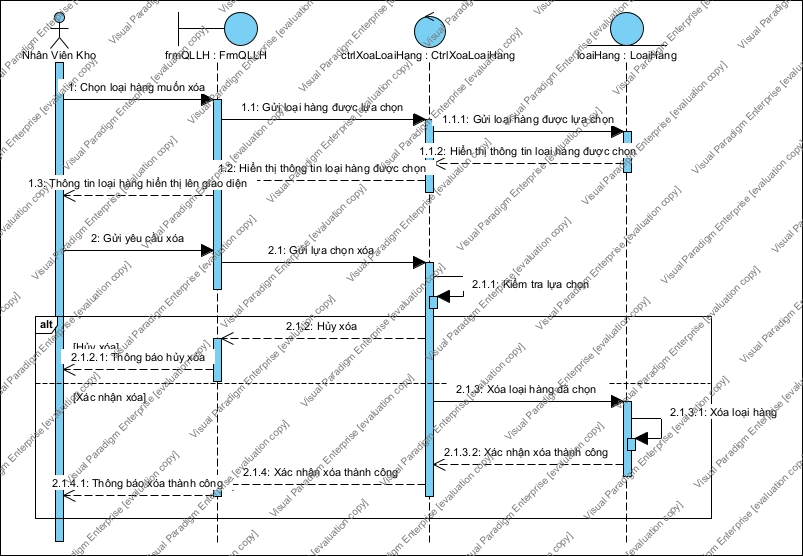 Nhân Viên Kho
frmQLLH : FrmQLLH
ctrlXoaLoaiHang : CtrlXoaLoaiHang
loaiHang : LoaiHang
1: Chọn loại hàng muốn xóa
1.1: Gửi loại hàng được lựa chọn
1.1.1: Gửi loại hàng được lựa chọn
1.1.2: Hiển thị thông tin loại hàng được chọn
1.2: Hiển thị thông tin loại hàng được chọn
1.3: Thông tin loại hàng hiển thị lên giao diện
2: Gửi yêu cầu xóa
2.1: Gửi lựa chọn xóa
2.1.1: Kiểm tra lựa chọn
alt
2.1.2: Hủy xóa
[Hủy xóa]
2.1.2.1: Thông báo hủy xóa
[Xác nhận xóa]
2.1.3: Xóa loại hàng đã chọn
2.1.3.1: Xóa loại hàng
2.1.3.2: Xác nhận xóa thành công
2.1.4: Xác nhận xóa thành công
2.1.4.1: Thông báo xóa thành công
Visual Paradigm Enterprise [evaluation copy]